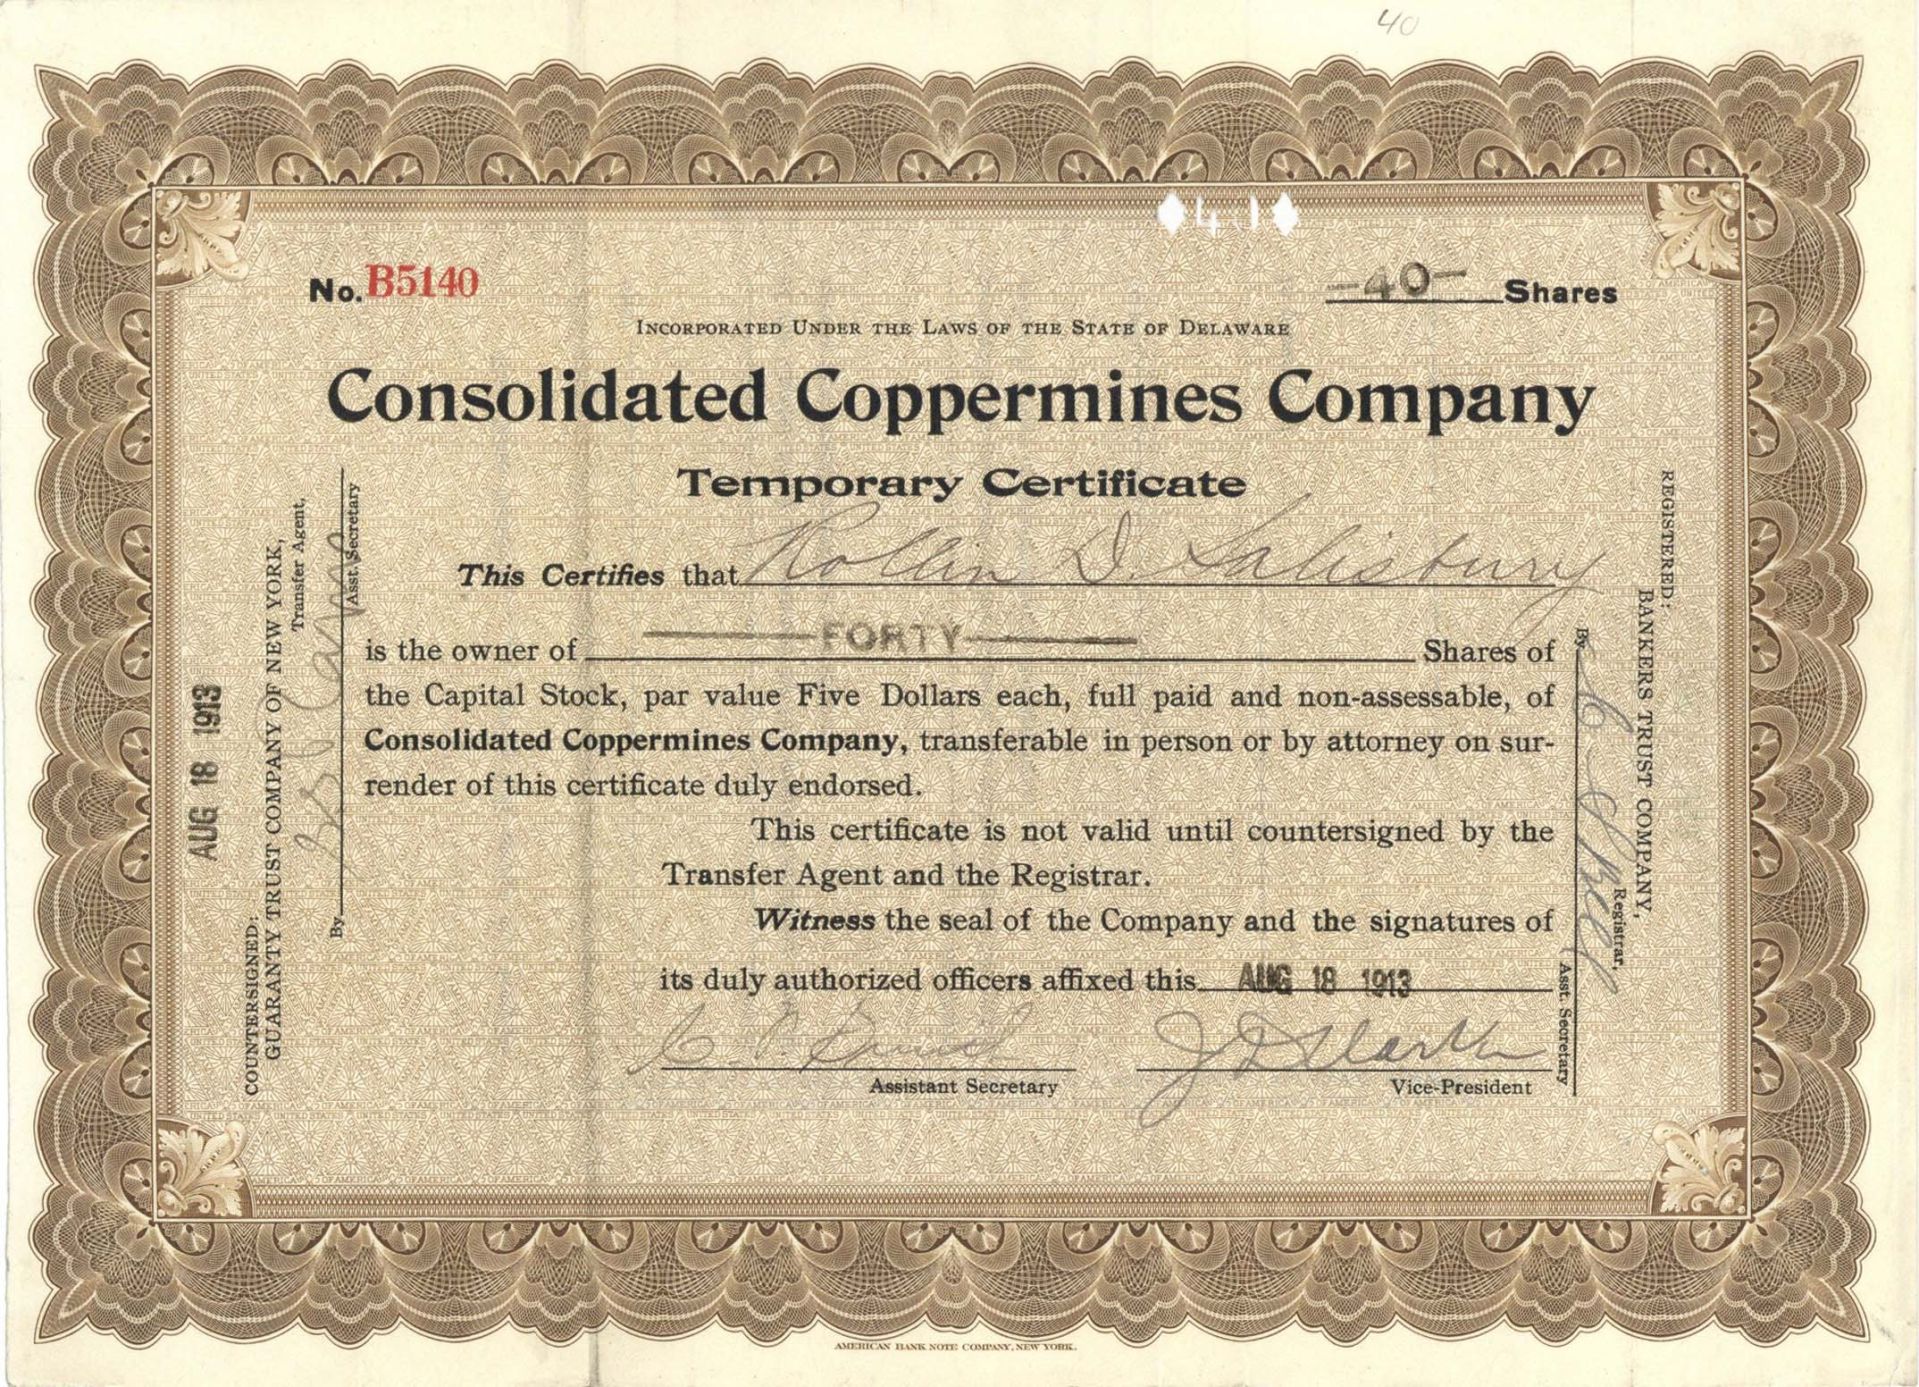 40
No. B5140
-40- Shares
INCORPORATED UNDER THE LAWS OF THE STATE OF DELAWARE
Consolidated Coppermines Company
Temporary Certificate
This Certifies that Rollin D. Salisbury
is the owner of FORTY Shares of
the Capital Stock, par value Five Dollars each, full paid and non-assessable, of
Consolidated Coppermines Company, transferable in person or by attorney on sur-
render of this certificate duly endorsed.
This certificate is not valid until countersigned by the
Transfer Agent and the Registrar.
Witness the seal of the Company and the signatures of
its duly authorized officers affixed this AUG 18 1913
Assistant Secretary
Vice-President
AUG 18 1913
COUNTERSIGNED:
GUARANTY TRUST COMPANY OF NEW YORK,
Transfer Agent,
By
Asst. Secretary
REGISTERED:
BANKERS TRUST COMPANY,
Registrar,
By
Asst. Secretary
AMERICAN BANK NOTE COMPANY, NEW YORK.